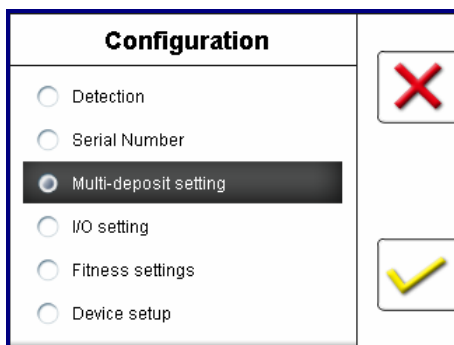 Configuration
Detection
Serial Number
Multi-deposit setting
I/O setting
Fitness settings
Device setup